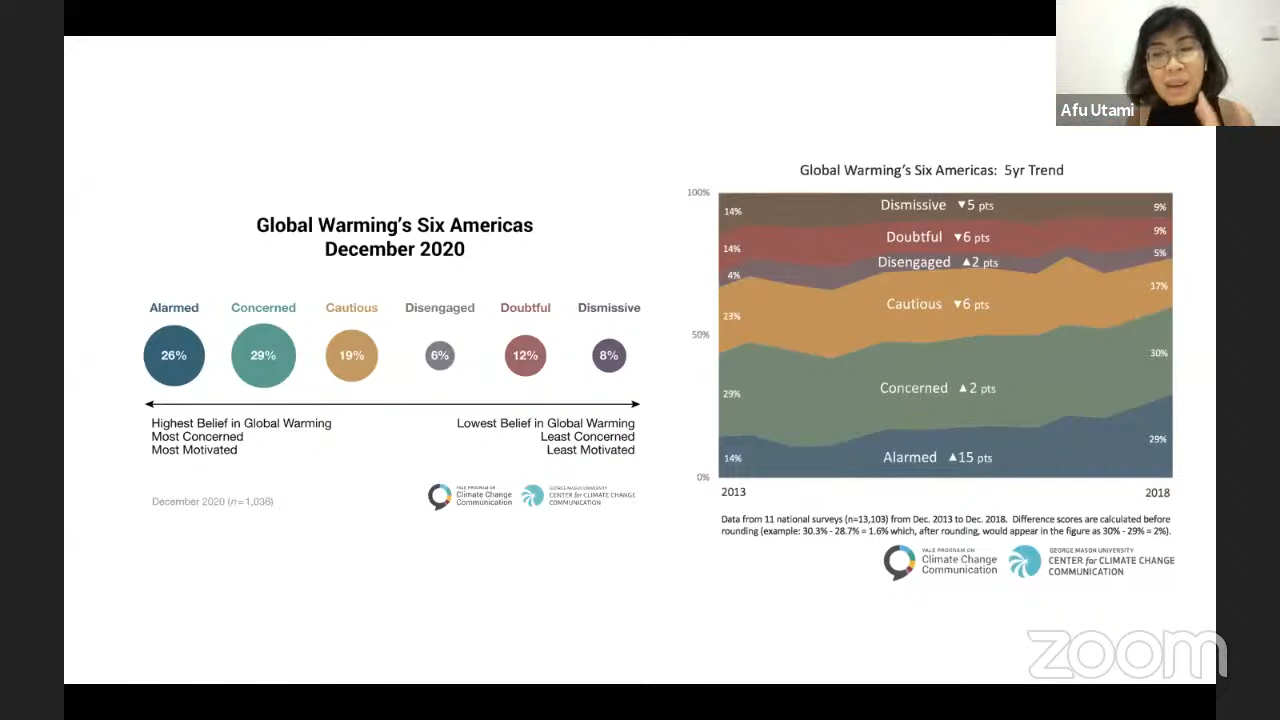 Afu Utami
Global Warming's Six Americas
December 2020
Alarmed Concerned Cautious Disengaged Doubtful Dismissive
26% 29% 19% 6% 12% 8%
Highest Belief in Global Warming
Most Concerned
Most Motivated
Lowest Belief in Global Warming
Least Concerned
Least Motivated
December 2020 (n=1,036)
YALE PROGRAM ON
Climate Change
Communication
GEORGE MASON UNIVERSITY
CENTER for CLIMATE CHANGE
COMMUNICATION
Global Warming's Six Americas: 5yr Trend
100%
50%
0%
14% Dismissive ▼5 pts 9%
14% Doubtful ▼6 pts 9%
4% Disengaged ▲2 pts 5%
23% Cautious ▼6 pts 17%
29% Concerned ▲2 pts 30%
14% Alarmed ▲15 pts 29%
2013 2018
Data from 11 national surveys (n=13,103) from Dec. 2013 to Dec. 2018. Difference scores are calculated before
rounding (example: 30.3% - 28.7% = 1.6% which, after rounding, would appear in the figure as 30% - 29% = 2%).
YALE PROGRAM ON
Climate Change
Communication
GEORGE MASON UNIVERSITY
CENTER for CLIMATE CHANGE
COMMUNICATION
zoom